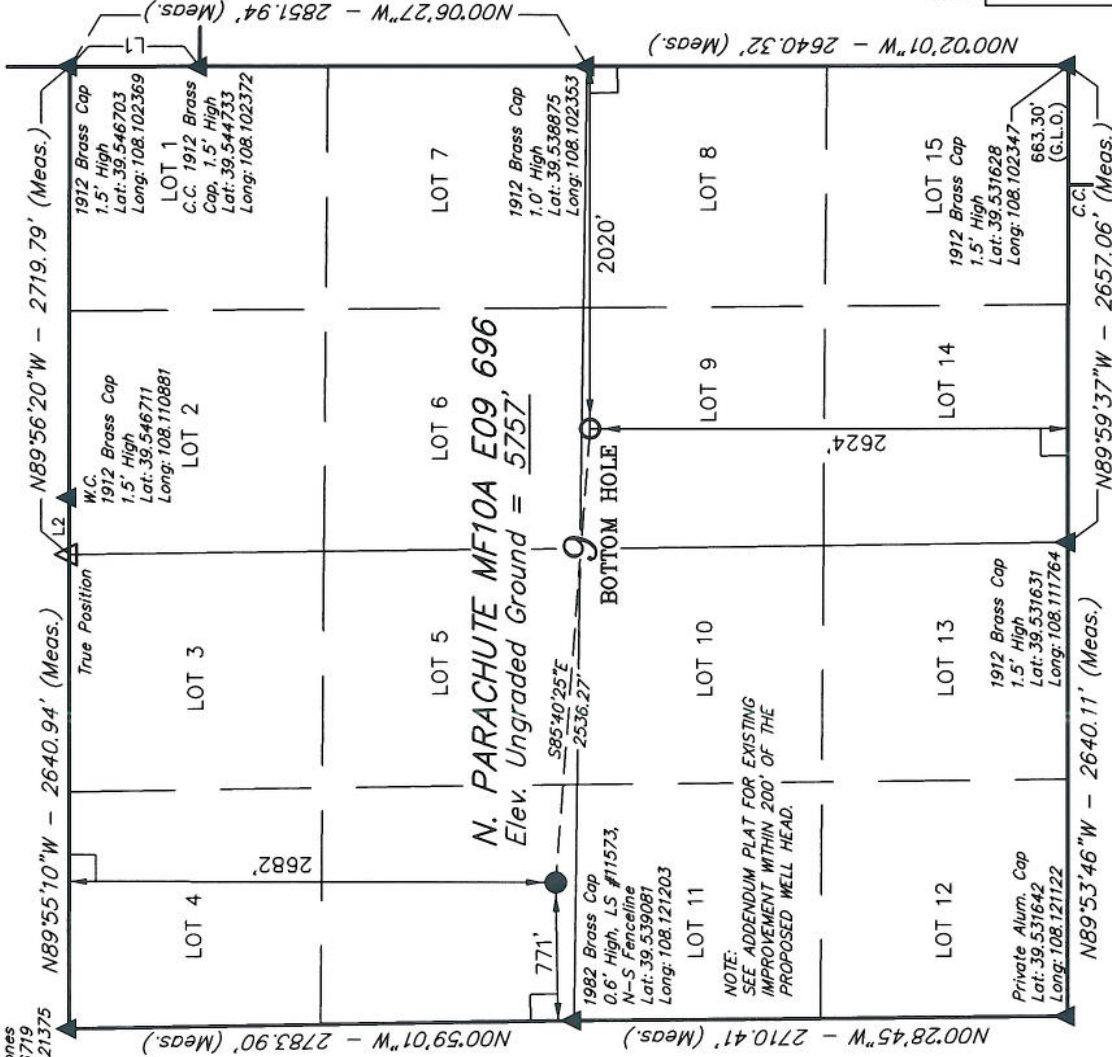 N00°06'27"W - 2851.94' (Meas.)
N89°55'10"W - 2640.94' (Meas.)
N89°56'20"W - 2719.79' (Meas.)
ones
5719
21375
True Position
L2
L1
W.C.
1912 Brass Cap
1.5' High
Lat: 39.546711
Long: 108.110881
1912 Brass Cap
1.5' High
Lat: 39.546703
Long: 108.102369
LOT 4
LOT 3
LOT 2
LOT 1
C.C. 1912 Brass
Cap, 1.5' High
Lat: 39.544733
Long: 108.102372
2682'
N. PARACHUTE MF10A E09 696
Elev. Ungraded Ground = 5757'
LOT 5
LOT 6
LOT 7
N00°59'01"W - 2783.90' (Meas.)
771'
S85°40'25"E
2536.27'
9
BOTTOM HOLE
2020'
1912 Brass Cap
1.0' High
Lat: 39.538875
Long: 108.102353
1982 Brass Cap
0.6' High, LS #11573,
N-S Fenceline
Lat: 39.539081
Long: 108.121203
LOT 11
LOT 10
LOT 9
LOT 8
N00°02'01"W - 2640.32' (Meas.)
NOTE:
SEE ADDENDUM PLAT FOR EXISTING
IMPROVEMENT WITHIN 200' OF THE
PROPOSED WELL HEAD.
2624'
N00°28'45"W - 2710.41' (Meas.)
LOT 12
LOT 13
LOT 14
LOT 15
Private Alum. Cap
Lat: 39.531642
Long: 108.121122
1912 Brass Cap
1.5' High
Lat: 39.531631
Long: 108.111764
1912 Brass Cap
1.5' High
Lat: 39.531628
Long: 108.102347
663.30'
(G.L.O.)
C.C.
N89°53'46"W - 2640.11' (Meas.)
N89°59'37"W - 2657.06' (Meas.)